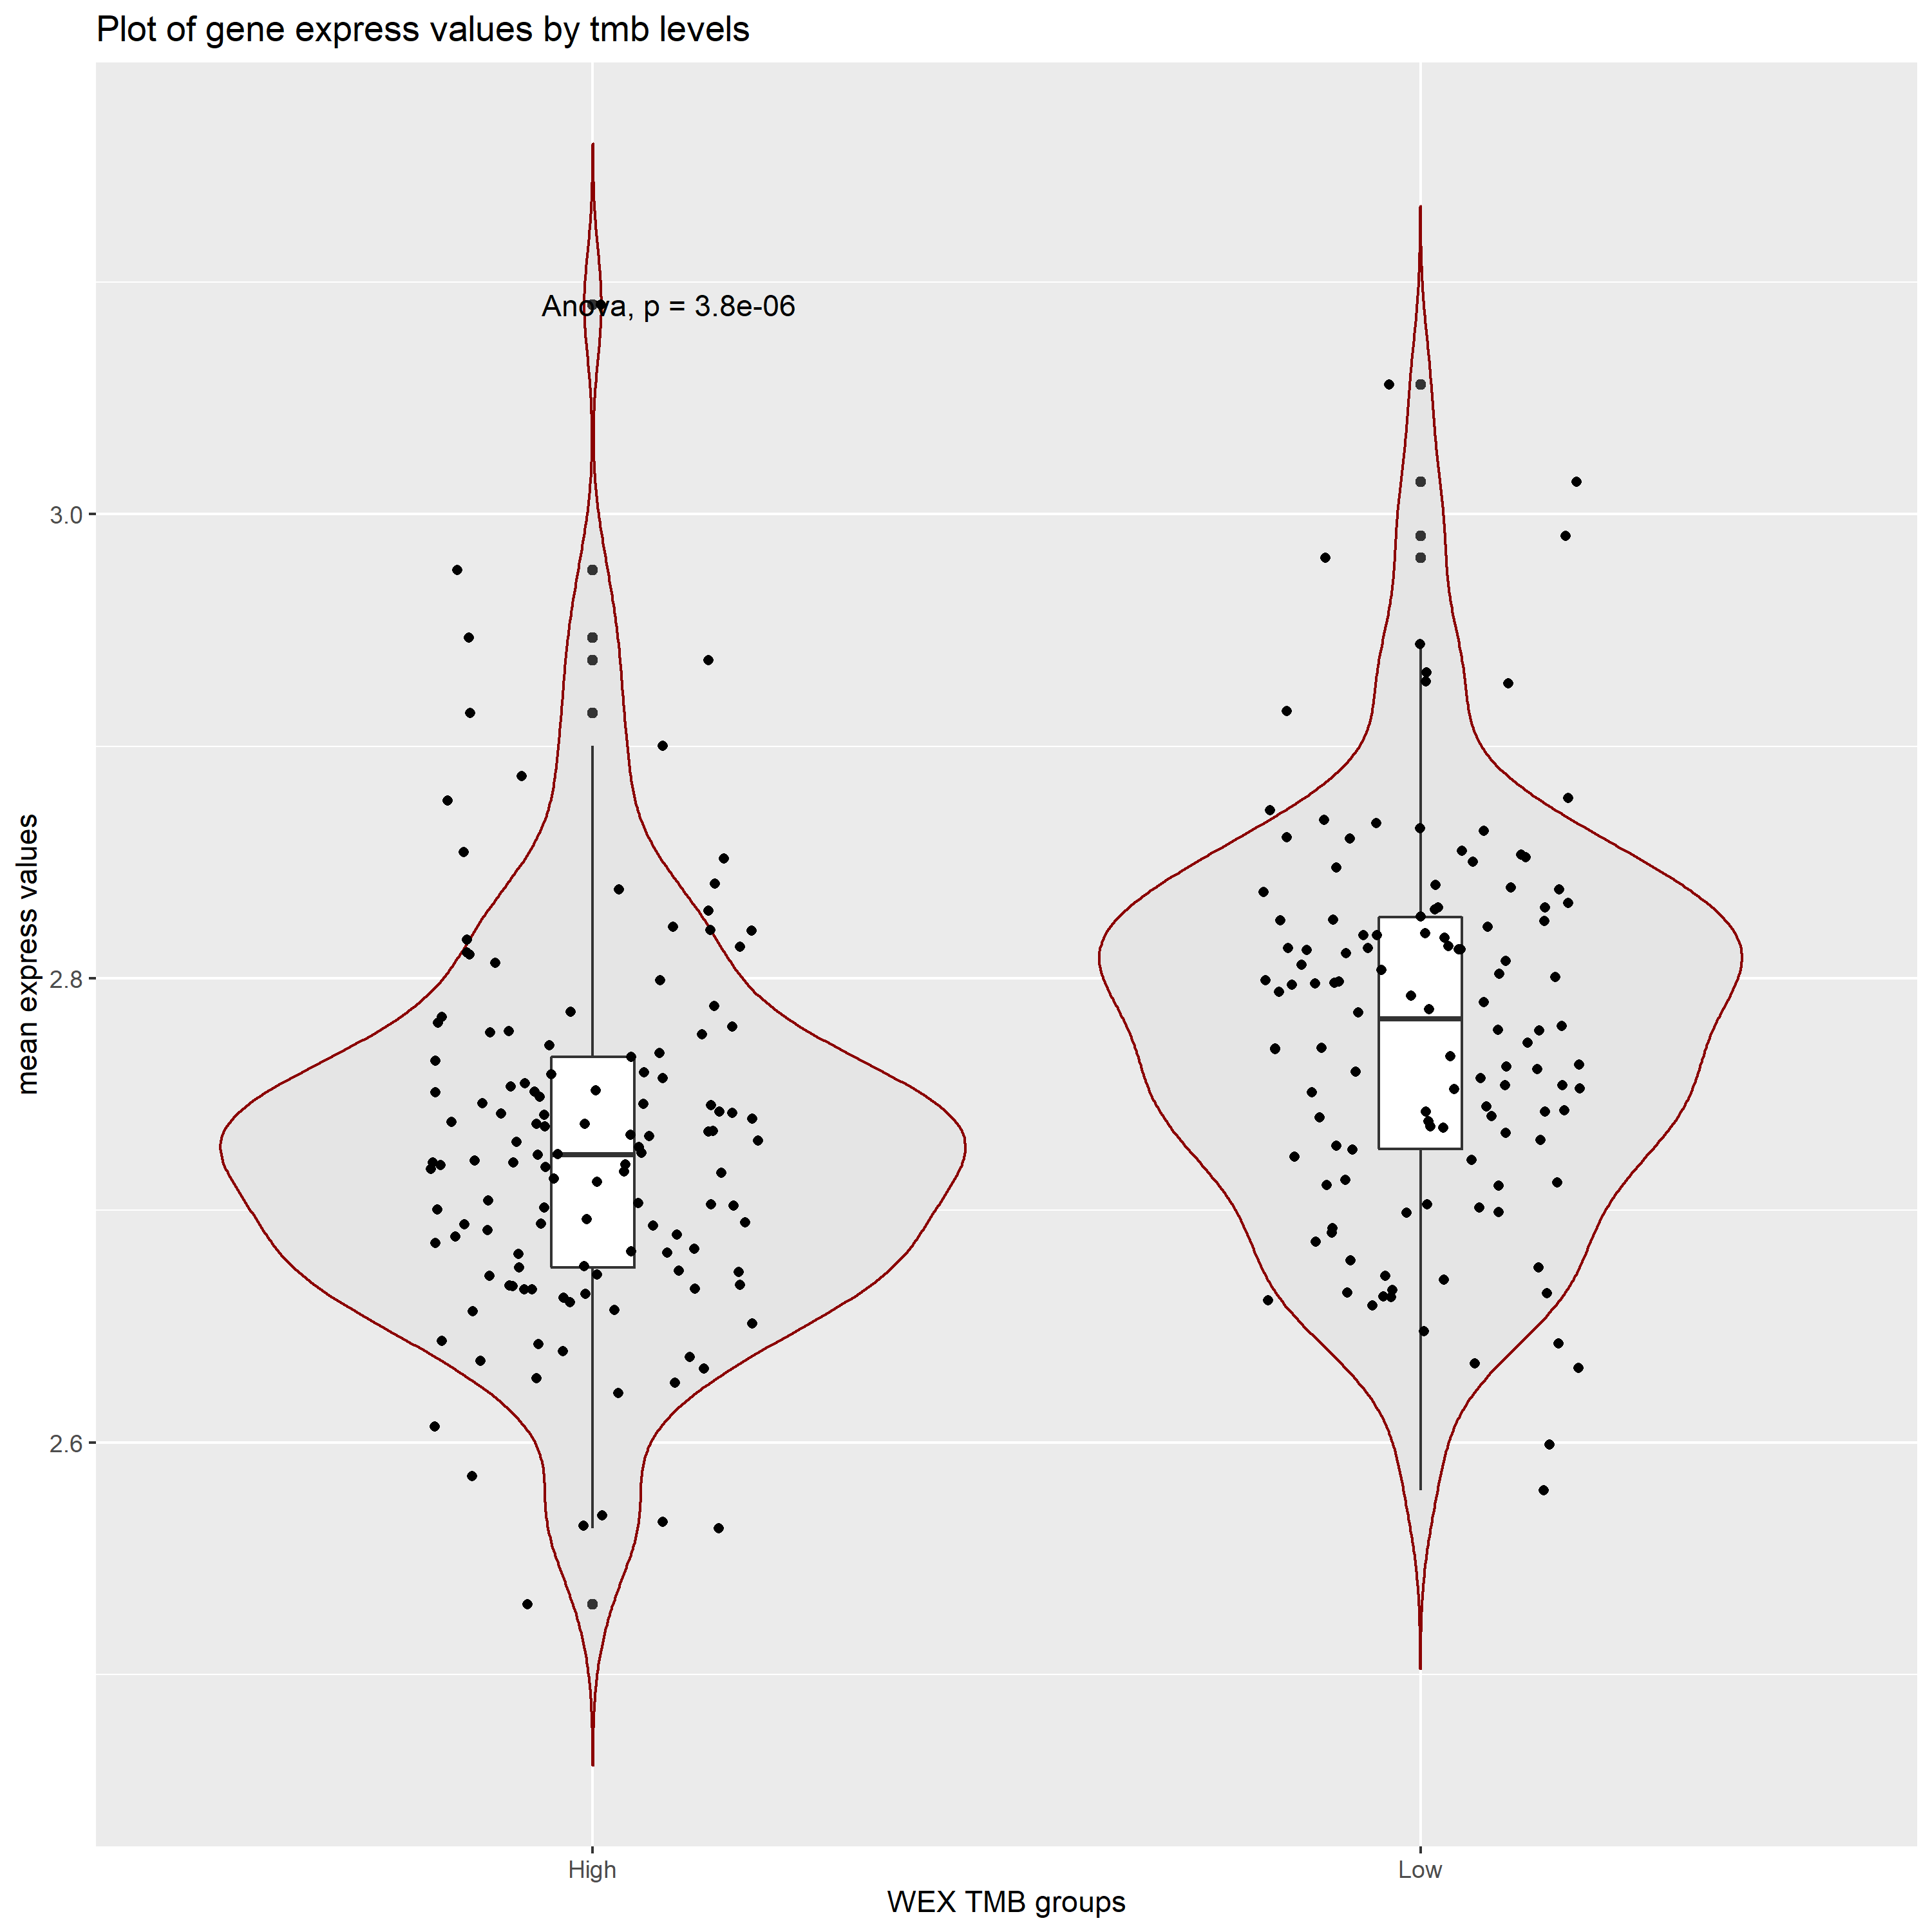 Plot of gene express values by tmb levels
Anova, p = 3.8e-06
mean express values
3.0
2.8
2.6
High
Low
WEX TMB groups